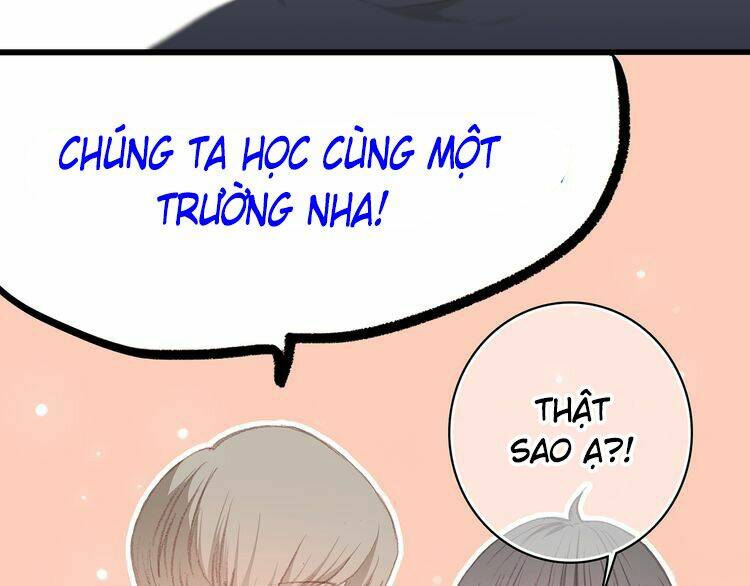 CHÚNG TA HỌC CÙNG MỘT
TRƯỜNG NHA!
THẬT
SAO Ạ?!